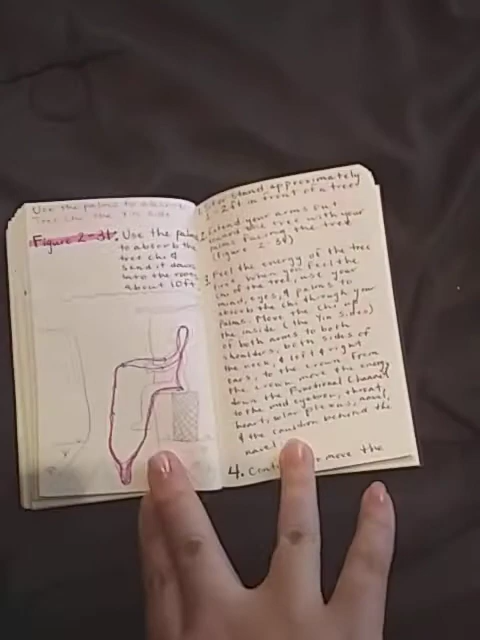 Use the palms to absorb
Tree Chi the Yin side
Figure 2-31. Use the palms
to absorb the
tree chi &
send it down
into the
about 10ft
1. Stand approximately
1-2ft in front of a tree
2. Extend your arms out
toward the tree with your
palms facing the tree
(figure 2-31)
3. Feel the energy of the tree
first. When you feel the
chi of the tree, use your
mind, eyes, & palms to
absorb the chi through your
palms. Move the chi up
the inside (the Yin sides)
of both arms to both
shoulders, both sides of
the neck, & left & right
ears, to the crown. From
the crown move the energy
down the Functional Channel
to the mid eyebrow, throat,
heart, solar plexus, navel,
& the cauldron behind the
navel.
4. move the